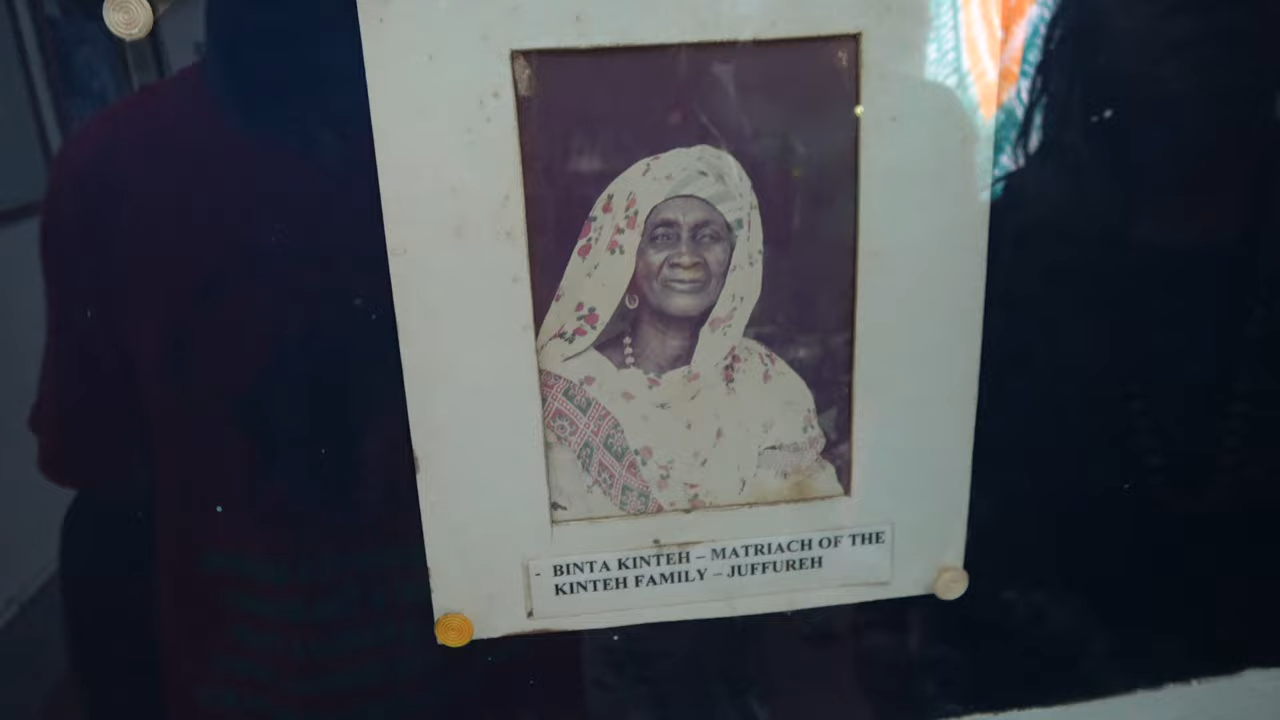 - BINTA KINTEH – MATRIACH OF THE
KINTEH FAMILY – JUFFUREH